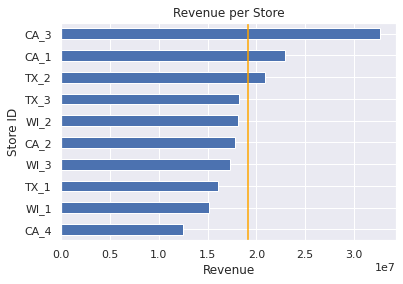 Revenue per Store
Store ID
CA_3
CA_1
TX_2
TX_3
WI_2
CA_2
WI_3
TX_1
WI_1
CA_4
0.0 0.5 1.0 1.5 2.0 2.5 3.0
1e7
Revenue